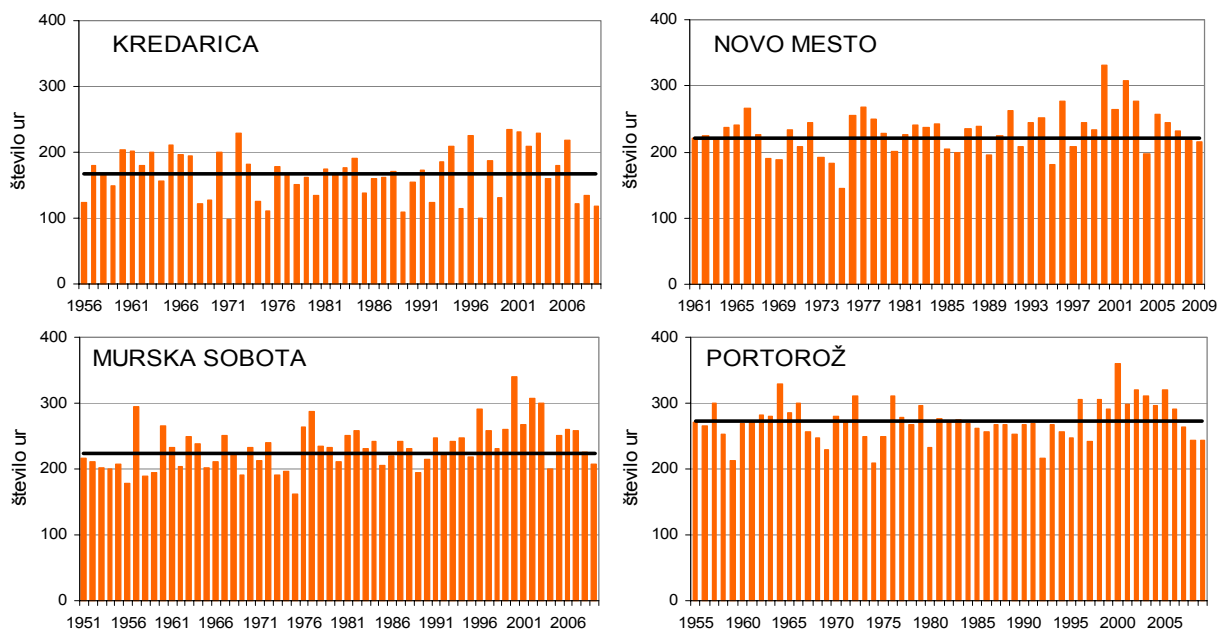 KREDARICA
število ur
400
300
200
100
0
1956 1961 1966 1971 1976 1981 1986 1991 1996 2001 2006
NOVO MESTO
število ur
400
300
200
100
0
1961 1965 1969 1973 1977 1981 1985 1989 1993 1997 2001 2005 2009
MURSKA SOBOTA
število ur
400
300
200
100
0
1951 1956 1961 1966 1971 1976 1981 1986 1991 1996 2001 2006
PORTOROŽ
število ur
400
300
200
100
0
1955 1960 1965 1970 1975 1980 1985 1990 1995 2000 2005